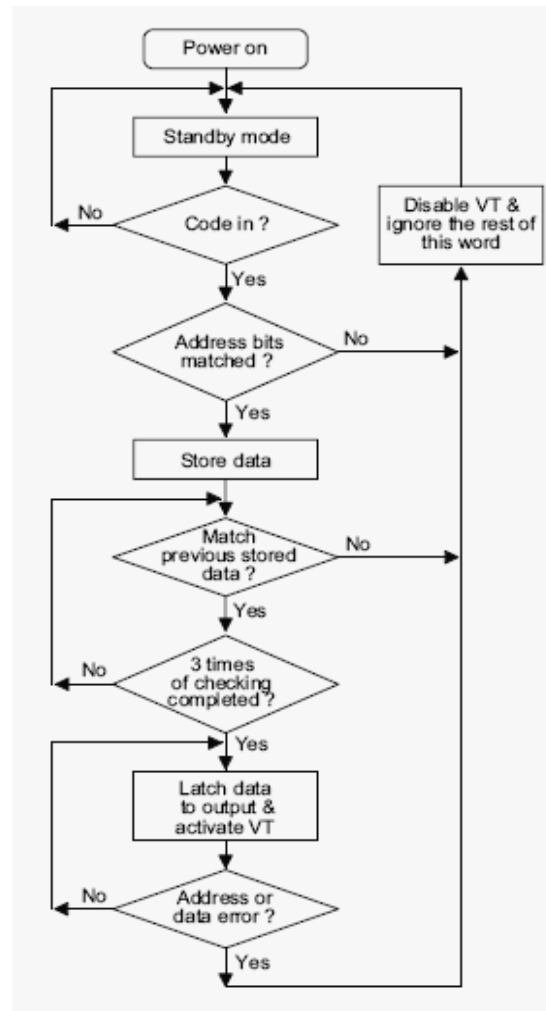 Power on
Standby mode
No
Code in ?
Disable VT &
ignore the rest of
this word
Yes
Address bits
matched ?
No
Yes
Store data
Match
previous stored
data ?
No
Yes
No
3 times
of checking
completed ?
Yes
Latch data
to output &
activate VT
No
Address or
data error ?
Yes